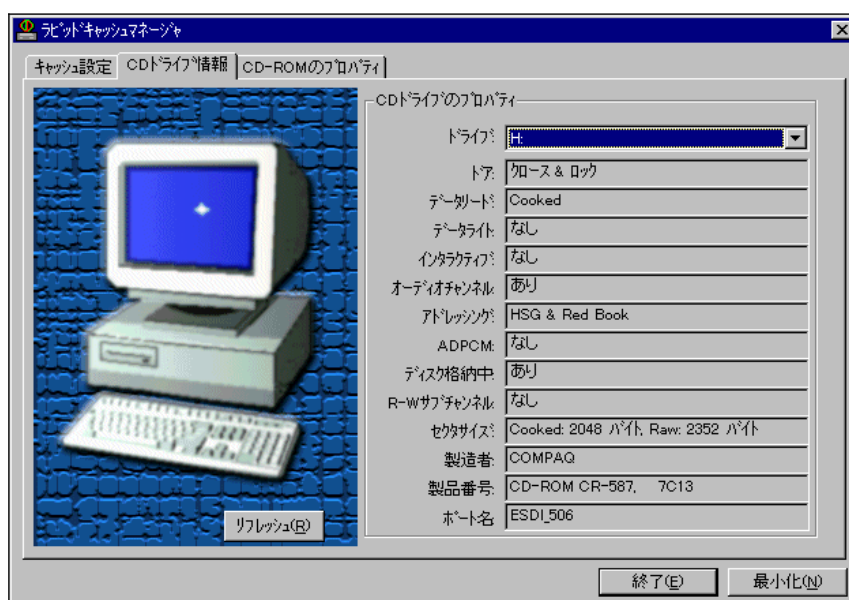 ラピッドキャッシュマネージャ
キャッシュ設定 CDドライブ情報 CD-ROMのプロパティ
CDドライブのプロパティ
ドライブ: H:
ドア: クローズ & ロック
データリード: Cooked
データライト: なし
インタラクティブ: なし
オーディオチャンネル: あり
アドレッシング: HSG & Red Book
ADPCM: なし
ディスク格納中: あり
R-Wサブチャンネル: なし
セクタサイズ: Cooked: 2048 バイト, Raw: 2352 バイト
製造者: COMPAQ
製品番号: CD-ROM CR-587, 7C13
ポート名: ESDI_506
リフレッシュ(R)
終了(E) 最小化(N)